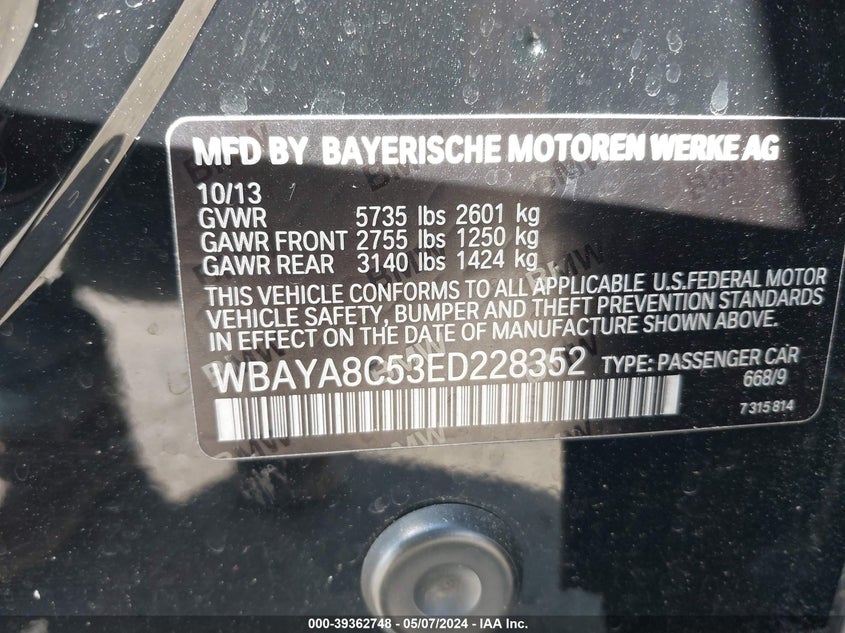 MFD BY BAYERISCHE MOTOREN WERKE AG
10/13
GVWR 5735 lbs 2601 kg
GAWR FRONT 2755 lbs 1250 kg
GAWR REAR 3140 lbs 1424 kg
THIS VEHICLE CONFORMS TO ALL APPLICABLE U.S.FEDERAL MOTOR
VEHICLE SAFETY, BUMPER AND THEFT PREVENTION STANDARDS
IN EFFECT ON THE DATE OF MANUFACTURE SHOWN ABOVE.
WBAYA8C53ED228352 TYPE: PASSENGER CAR
668/9
7 315 814
000-39362748 — 05/07/2024 — IAA Inc.